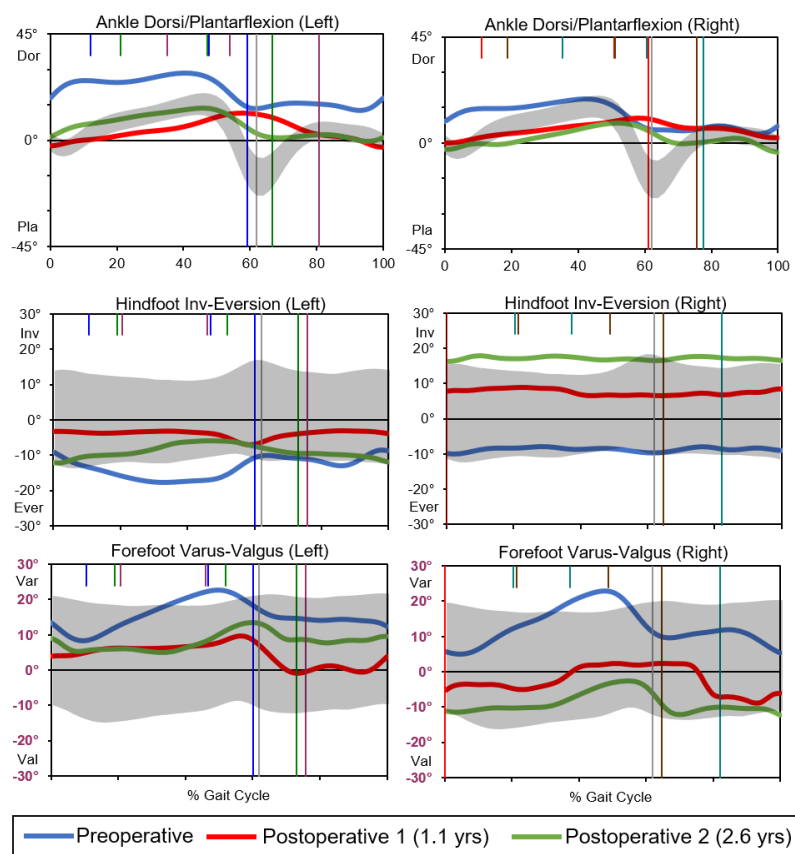 Ankle Dorsi/Plantarflexion (Left)
45°
Dor
0°
Pla
-45°
0 20 40 60 80 100
Ankle Dorsi/Plantarflexion (Right)
45°
Dor
0°
Pla
-45°
0 20 40 60 80 100
Hindfoot Inv-Eversion (Left)
30°
Inv
20°
10°
0°
-10°
-20°
Ever
-30°
Hindfoot Inv-Eversion (Right)
30°
Inv
20°
10°
0°
-10°
-20°
Ever
-30°
Forefoot Varus-Valgus (Left)
30°
Var
20°
10°
0°
-10°
-20°
Val
-30°
% Gait Cycle
Forefoot Varus-Valgus (Right)
30°
Var
20°
10°
0°
-10°
-20°
Val
-30°
% Gait Cycle
Preoperative Postoperative 1 (1.1 yrs) Postoperative 2 (2.6 yrs)